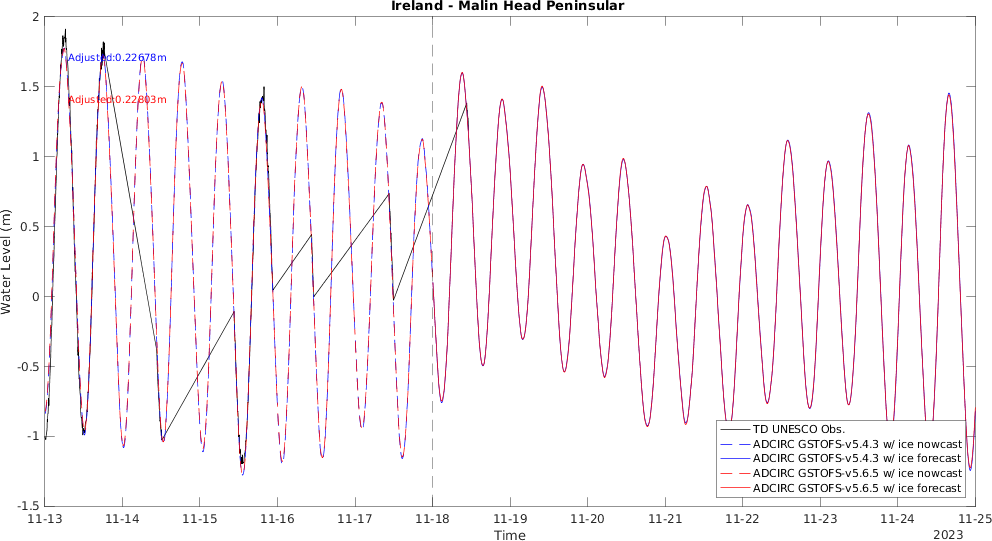 Ireland - Malin Head Peninsular
2
1.5
1
0.5
0
-0.5
-1
-1.5
Water Level (m)
Adjusted:0.22678m
Adjusted:0.22803m
TD UNESCO Obs.
ADCIRC GSTOFS-v5.4.3 w/ ice nowcast
ADCIRC GSTOFS-v5.4.3 w/ ice forecast
ADCIRC GSTOFS-v5.6.5 w/ ice nowcast
ADCIRC GSTOFS-v5.6.5 w/ ice forecast
11-13 11-14 11-15 11-16 11-17 11-18 11-19 11-20 11-21 11-22 11-23 11-24 11-25
Time
2023